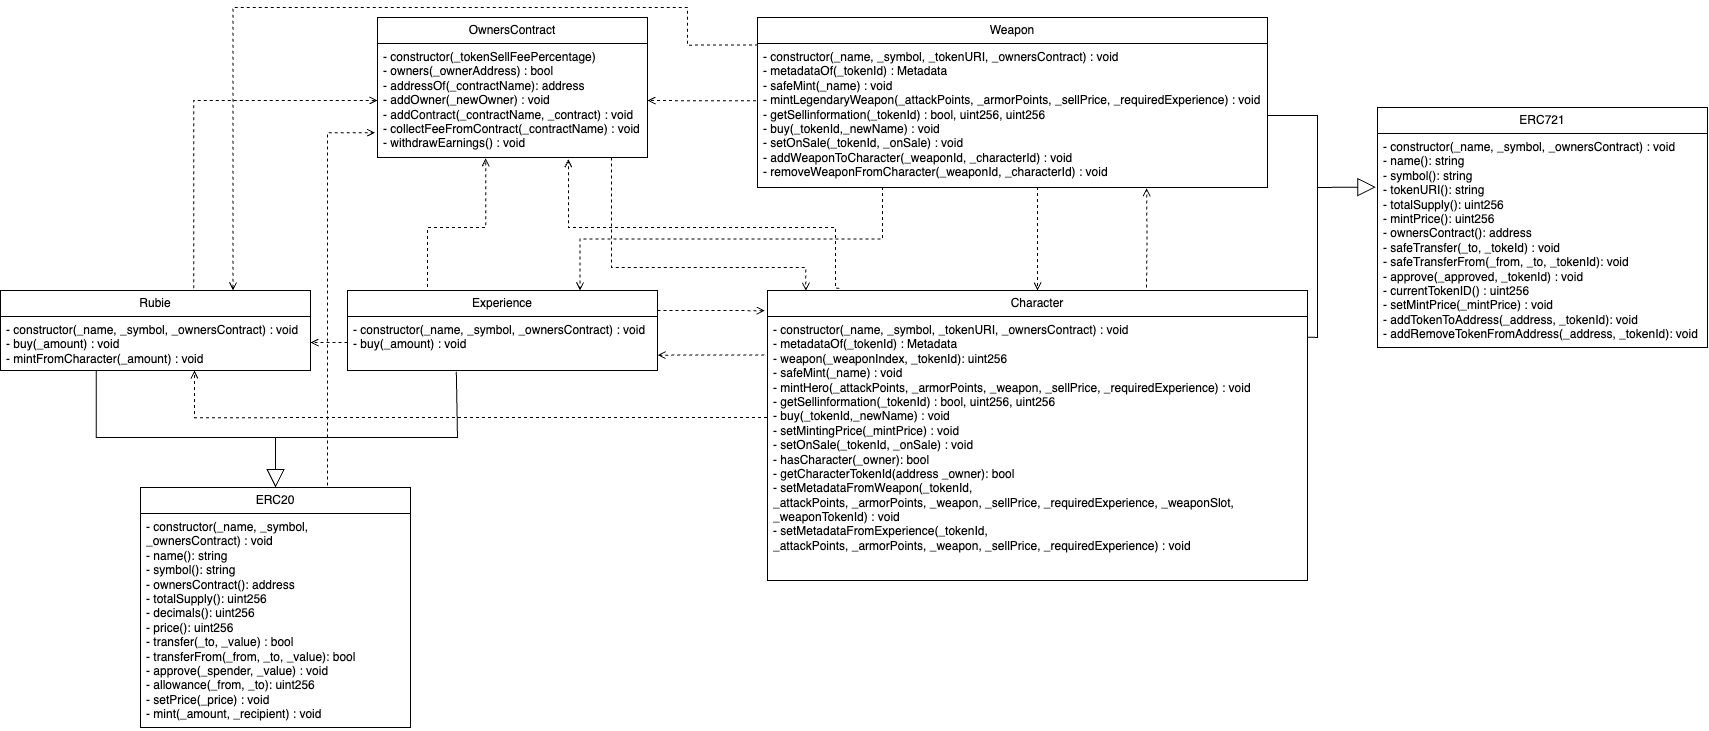 OwnersContract
- constructor(_tokenSellFeePercentage)
- owners(_ownerAddress) : bool
- addressOf(_contractName): address
- addOwner(_newOwner) : void
- addContract(_contractName, _contract) : void
- collectFeeFromContract(_contractName) : void
- withdrawEarnings() : void
Weapon
- constructor(_name, _symbol, _tokenURI, _ownersContract) : void
- metadataOf(_tokenId) : Metadata
- safeMint(_name) : void
- mintLegendaryWeapon(_attackPoints, _armorPoints, _sellPrice, _requiredExperience) : void
- getSellinformation(_tokenId) : bool, uint256, uint256
- buy(_tokenId,_newName) : void
- setOnSale(_tokenId, _onSale) : void
- addWeaponToCharacter(_weaponId, _characterId) : void
- removeWeaponFromCharacter(_weaponId, _characterId) : void
ERC721
- constructor(_name, _symbol, _ownersContract) : void
- name(): string
- symbol(): string
- tokenURI(): string
- totalSupply(): uint256
- mintPrice(): uint256
- ownersContract(): address
- safeTransfer(_to, _tokeId) : void
- safeTransferFrom(_from, _to, _tokenId): void
- approve(_approved, _tokenId) : void
- currentTokenID() : uint256
- setMintPrice(_mintPrice) : void
- addTokenToAddress(_address, _tokenId): void
- addRemoveTokenFromAddress(_address, _tokenId): void
Rubie
- constructor(_name, _symbol, _ownersContract) : void
- buy(_amount) : void
- mintFromCharacter(_amount) : void
Experience
- constructor(_name, _symbol, _ownersContract) : void
- buy(_amount) : void
Character
- constructor(_name, _symbol, _tokenURI, _ownersContract) : void
- metadataOf(_tokenId) : Metadata
- weapon(_weaponIndex, _tokenId): uint256
- safeMint(_name) : void
- mintHero(_attackPoints, _armorPoints, _weapon, _sellPrice, _requiredExperience) : void
- getSellinformation(_tokenId) : bool, uint256, uint256
- buy(_tokenId,_newName) : void
- setMintingPrice(_mintPrice) : void
- setOnSale(_tokenId, _onSale) : void
- hasCharacter(_owner): bool
- getCharacterTokenId(address _owner): bool
- setMetadataFromWeapon(_tokenId,
_attackPoints, _armorPoints, _weapon, _sellPrice, _requiredExperience, _weaponSlot,
_weaponTokenId) : void
- setMetadataFromExperience(_tokenId,
_attackPoints, _armorPoints, _weapon, _sellPrice, _requiredExperience) : void
ERC20
- constructor(_name, _symbol,
_ownersContract) : void
- name(): string
- symbol(): string
- ownersContract(): address
- totalSupply(): uint256
- decimals(): uint256
- price(): uint256
- transfer(_to, _value) : bool
- transferFrom(_from, _to, _value): bool
- approve(_spender, _value) : void
- allowance(_from, _to): uint256
- setPrice(_price) : void
- mint(_amount, _recipient) : void